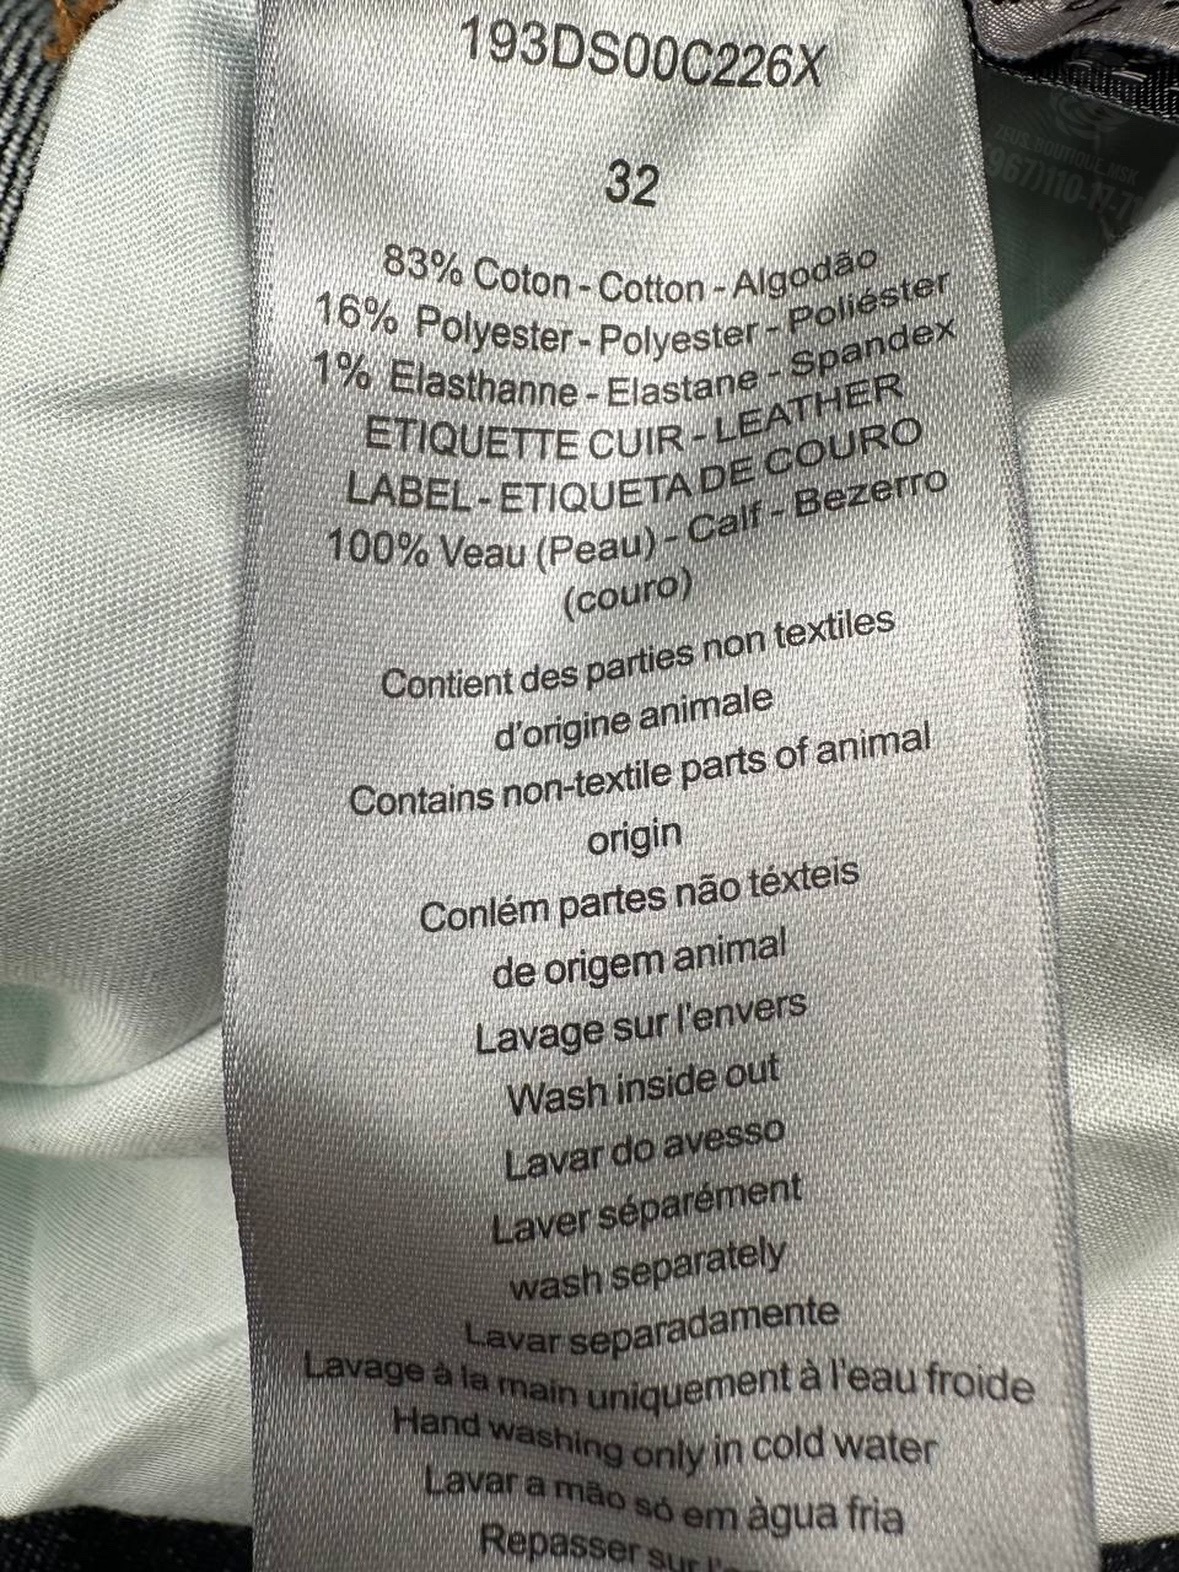 193DS00C226X
32
83% Coton - Cotton - Algodão
16% Polyester - Polyester - Poliéster
1% Elasthanne - Elastane - Spandex
ETIQUETTE CUIR - LEATHER
LABEL - ETIQUETA DE COURO
100% Veau (Peau) - Calf - Bezerro
(couro)
Contient des parties non textiles
d'origine animale
Contains non-textile parts of animal
origin
Conlém partes não téxteis
de origem animal
Lavage sur l'envers
Wash inside out
Lavar do avesso
Laver séparément
wash separately
Lavar separadamente
Lavage à la main uniquement à l'eau froide
Hand washing only in cold water
Lavar a mão só em àgua fria
Repasser sur
ZEUS_BOUTIQUE_MSK